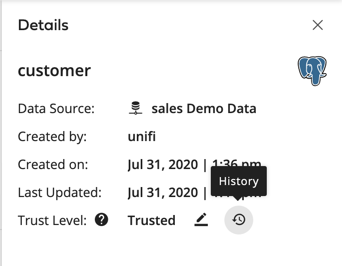 Details
customer
Data Source: sales Demo Data
Created by: unifi
Created on: Jul 31, 2020 | 1:36 pm
Last Updated: Jul 31, 2020 |
History
Trust Level: ? Trusted